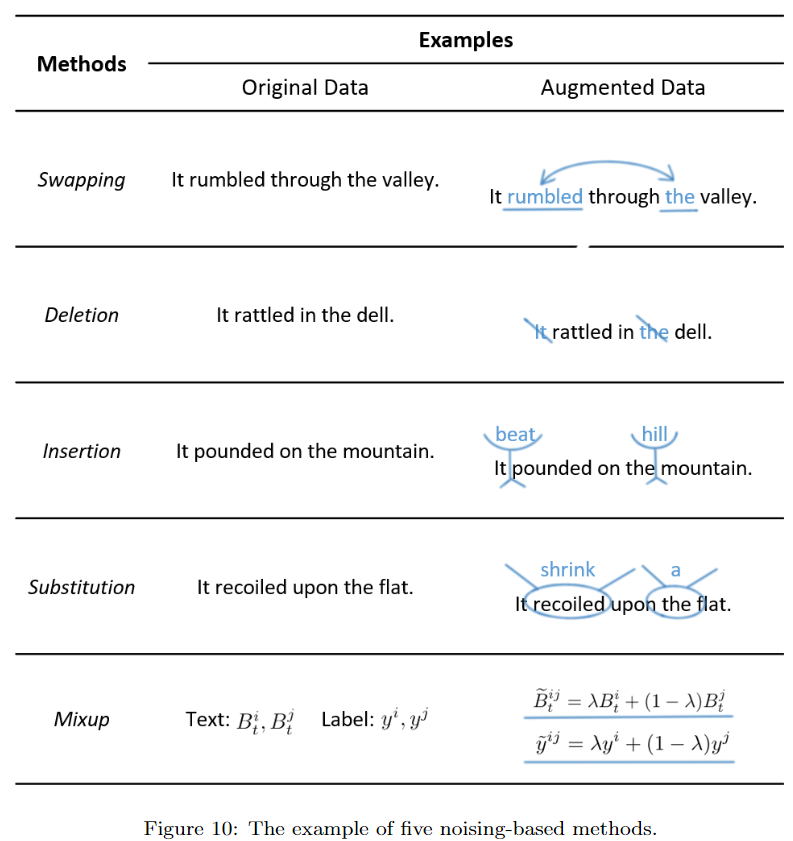 Methods
Examples
Original Data
Augmented Data
Swapping
It rumbled through the valley.
It rumbled through the valley.
Deletion
It rattled in the dell.
It rattled in the dell.
Insertion
It pounded on the mountain.
beat hill
It pounded on the mountain.
Substitution
It recoiled upon the flat.
shrink a
It recoiled upon the flat.
Mixup
Text: $B_t^i, B_t^j$ Label: $y^i, y^j$
$\tilde{B}_t^{ij} = \lambda B_t^i + (1 - \lambda) B_t^j$
$\tilde{y}^{ij} = \lambda y^i + (1 - \lambda) y^j$
Figure 10: The example of five noising-based methods.